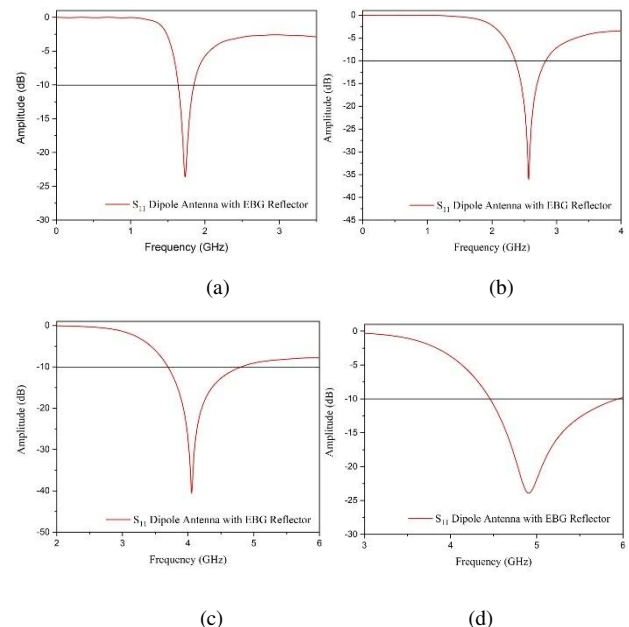 0
-5
-10
-15
-20
-25
-30
Amplitude (dB)
S11 Dipole Antenna with EBG Reflector
0 1 2 3
Frequency (GHz)
(a)
0
-5
-10
-15
-20
-25
-30
-35
-40
-45
Amplitude (dB)
S11 Dipole Antenna with EBG Reflector
0 1 2 3 4
Frequency (GHz)
(b)
0
-10
-20
-30
-40
-50
Amplitude (dB)
S11 Dipole Antenna with EBG Reflector
2 3 4 5 6
Frequency (GHz)
(c)
0
-5
-10
-15
-20
-25
-30
Amplitude (dB)
S11 Dipole Antenna with EBG Reflector
3 4 5 6
Frequency (GHz)
(d)